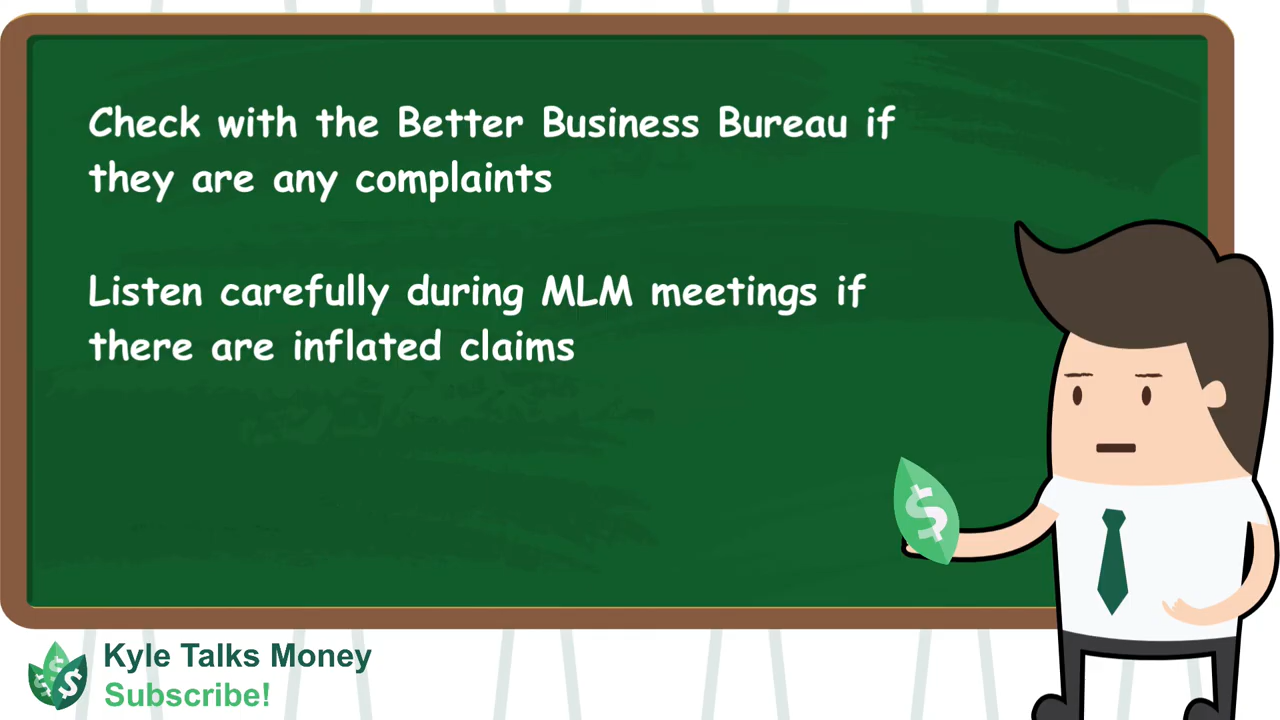 Check with the Better Business Bureau if
they are any complaints
Listen carefully during MLM meetings if
there are inflated claims
$
$
$
$
Kyle Talks Money
Subscribe!